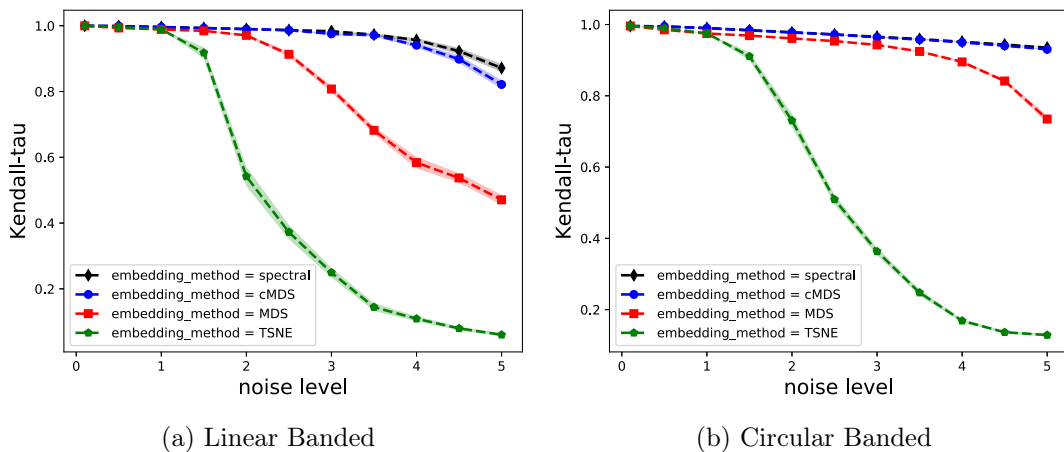 1.0
0.8
0.6
0.4
0.2
Kendall-tau
embedding_method = spectral
embedding_method = cMDS
embedding_method = MDS
embedding_method = TSNE
0 1 2 3 4 5
noise level
(a) Linear Banded
1.0
0.8
0.6
0.4
0.2
Kendall-tau
embedding_method = spectral
embedding_method = cMDS
embedding_method = MDS
embedding_method = TSNE
0 1 2 3 4 5
noise level
(b) Circular Banded